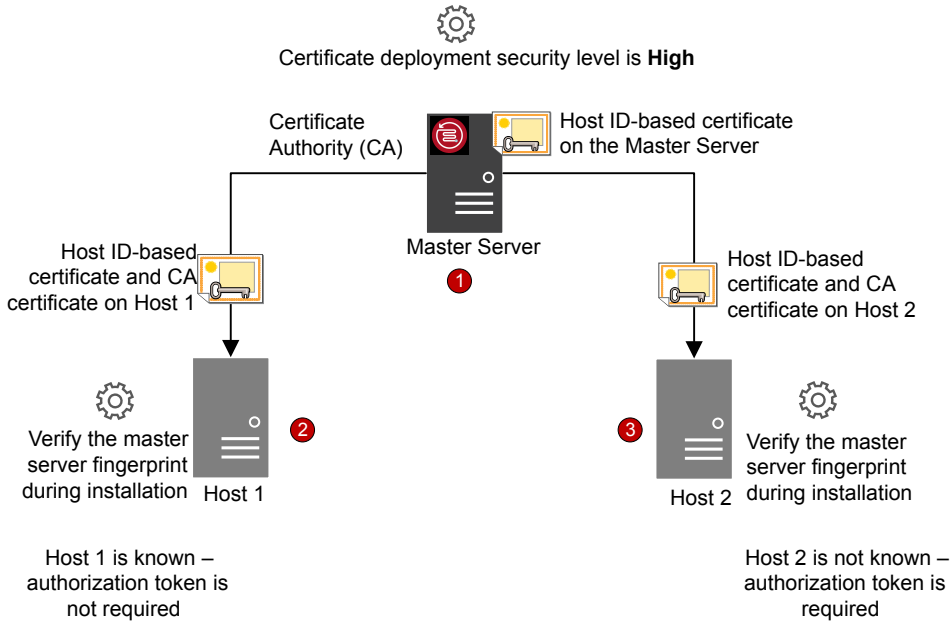 Certificate deployment security level is High
Certificate
Authority (CA)
Host ID-based certificate
on the Master Server
Master Server
1
Host ID-based
certificate and CA
certificate on Host 1
Host ID-based
certificate and CA
certificate on Host 2
Verify the master
server fingerprint
during installation
Host 1
2
3
Host 2
Verify the master
server fingerprint
during installation
Host 1 is known –
authorization token is
not required
Host 2 is not known –
authorization token is
required